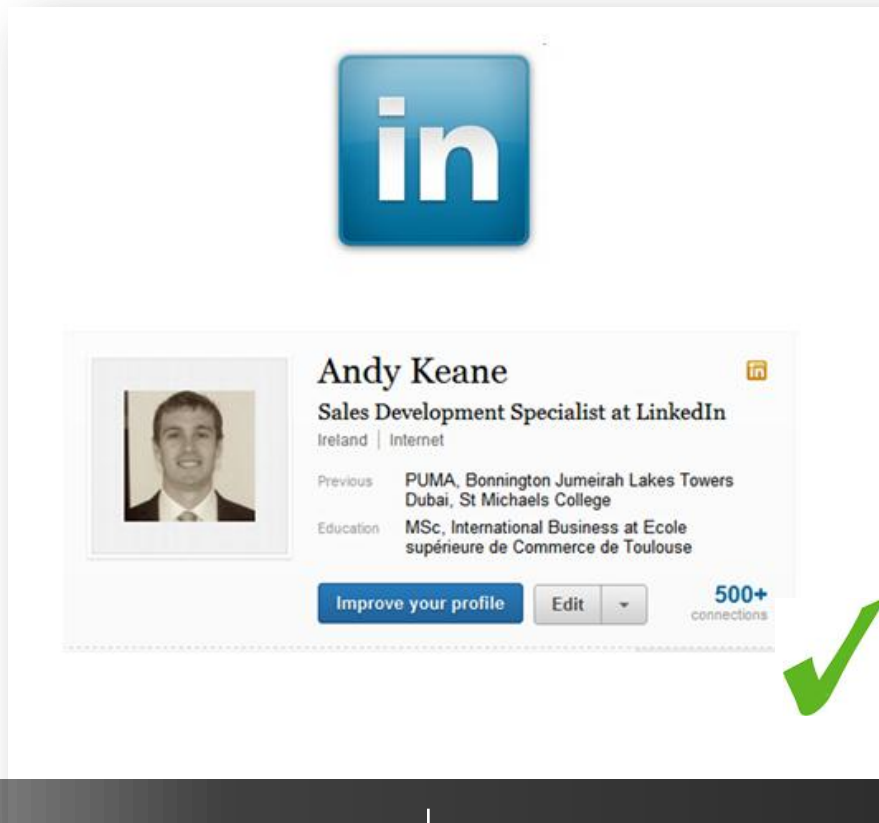 in
Andy Keane
in
Sales Development Specialist at LinkedIn
Ireland | Internet
Previous PUMA, Bonnington Jumeirah Lakes Towers
Dubai, St Michaels College
Education MSc, International Business at Ecole
supérieure de Commerce de Toulouse
Improve your profile Edit 500+
connections